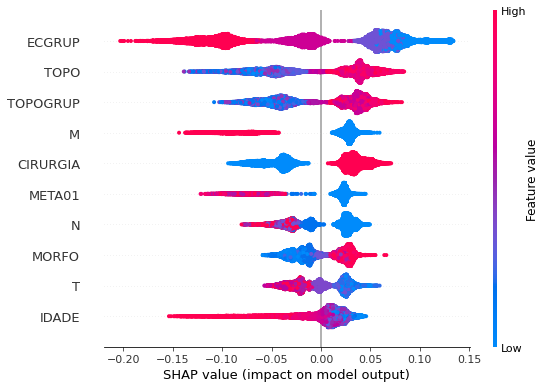 High
ECGRUP
TOPO
TOPOGRUP
M
CIRURGIA
META01
N
MORFO
T
IDADE
Feature value
Low
−0.20 −0.15 −0.10 −0.05 0.00 0.05 0.10 0.15
SHAP value (impact on model output)